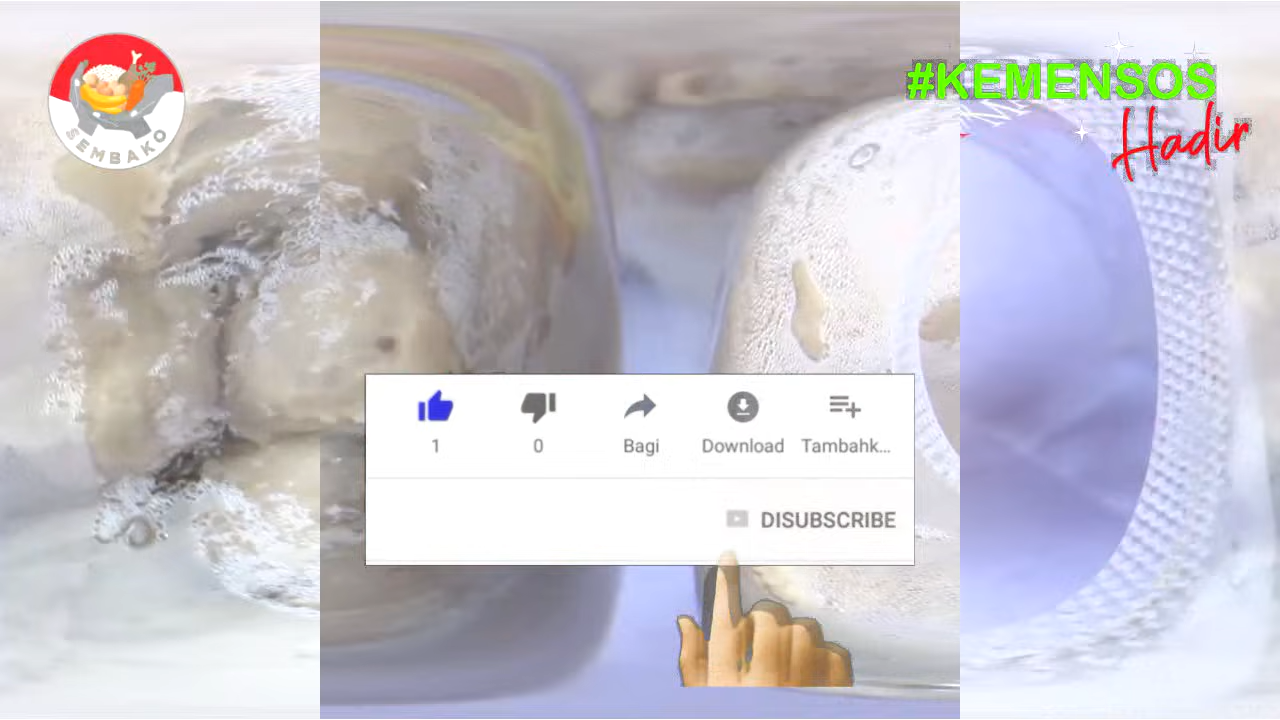 SEMBAKO
#KEMENSOS
Hadir
1
0
Bagi
Download
Tambahk...
DISUBSCRIBE